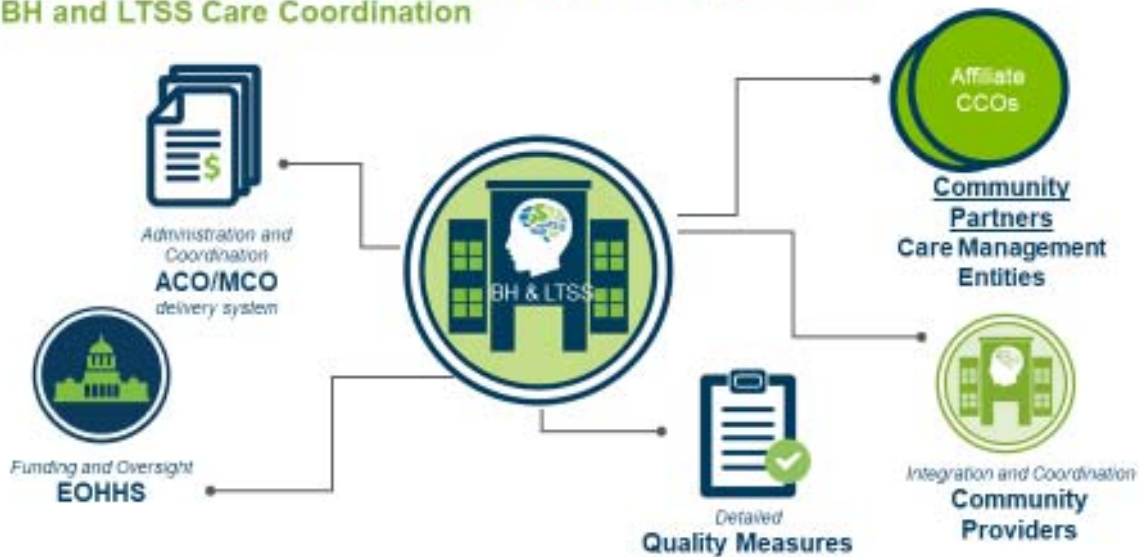 BH and LTSS Care Coordination
Administration and
Coordination
ACO/MCO
delivery system
Funding and Oversight
EOHHS
BH & LTSS
Detailed
Quality Measures
Affiliate
CCOs
Community
Partners
Care Management
Entities
Integration and Coordination
Community
Providers